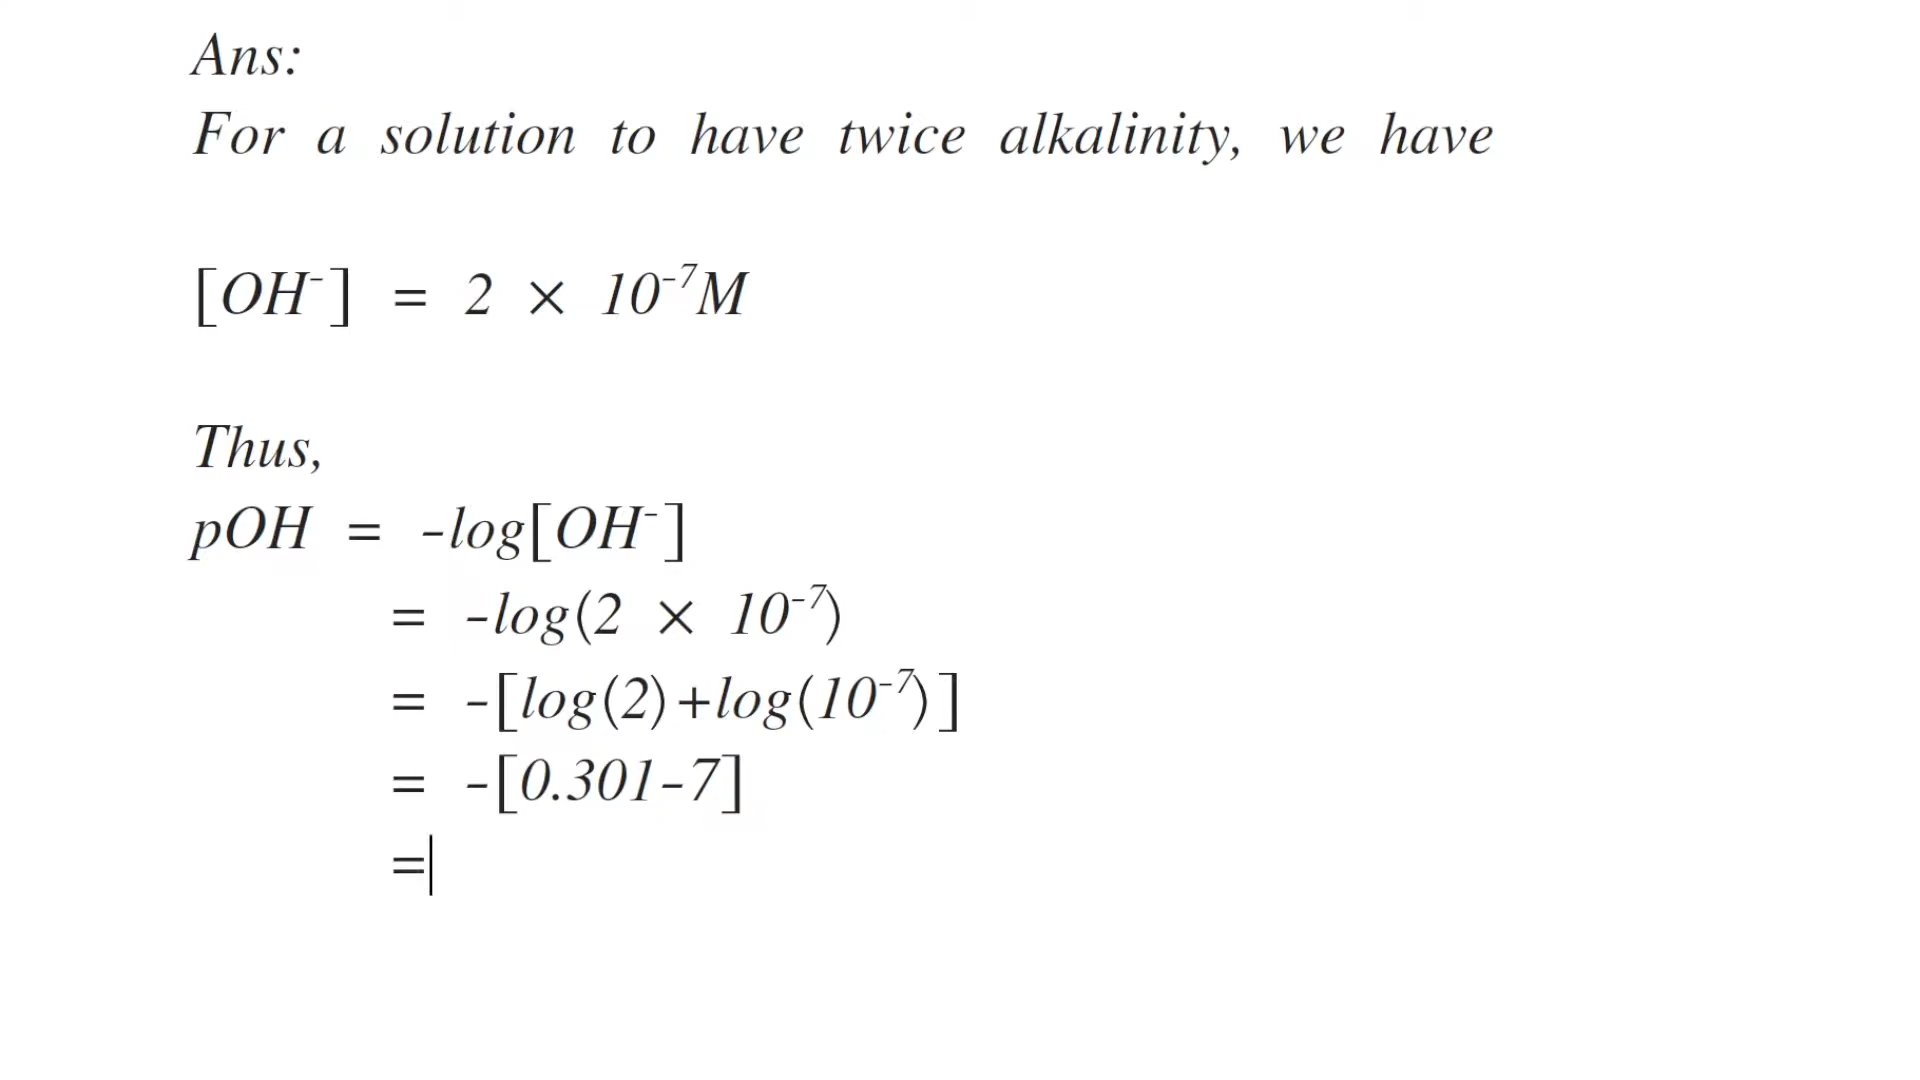 Ans:
For a solution to have twice alkalinity, we have
[OH⁻] = 2 × 10⁻⁷M
Thus,
pOH = -log[OH⁻]
= -log(2 × 10⁻⁷)
= -[log(2)+log(10⁻⁷)]
= -[0.301-7]
=